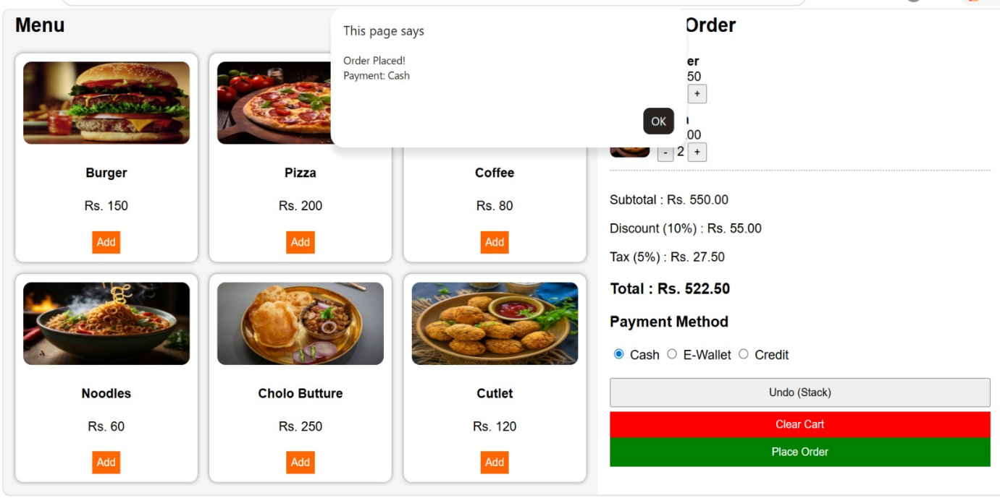 Menu
Burger
Rs. 150
Add
Pizza
Rs. 200
Add
Coffee
Rs. 80
Add
Noodles
Rs. 60
Add
Cholo Butture
Rs. 250
Add
Cutlet
Rs. 120
Add
This page says
Order Placed!
Payment: Cash
OK
Order
er
50
+
00
- 2 +
Subtotal : Rs. 550.00
Discount (10%) : Rs. 55.00
Tax (5%) : Rs. 27.50
Total : Rs. 522.50
Payment Method
Cash E-Wallet Credit
Undo (Stack)
Clear Cart
Place Order